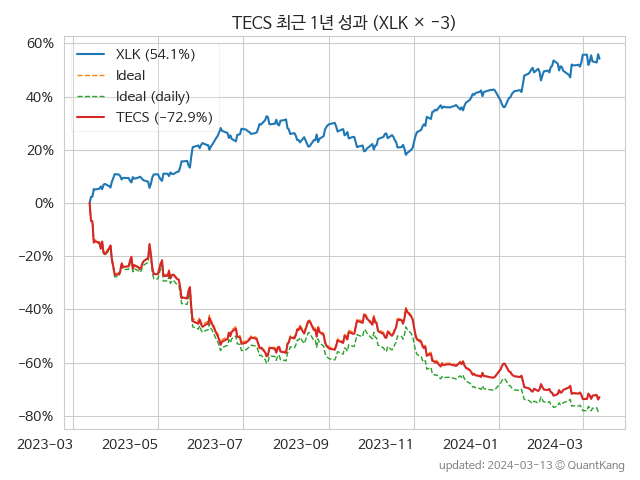 TECS 최근 1년 성과 (XLK × −3)
60%
40%
20%
0%
−20%
−40%
−60%
−80%
XLK (54.1%)
Ideal
Ideal (daily)
TECS (−72.9%)
2023-03 2023-05 2023-07 2023-09 2023-11 2024-01 2024-03
updated: 2024-03-13 © QuantKang